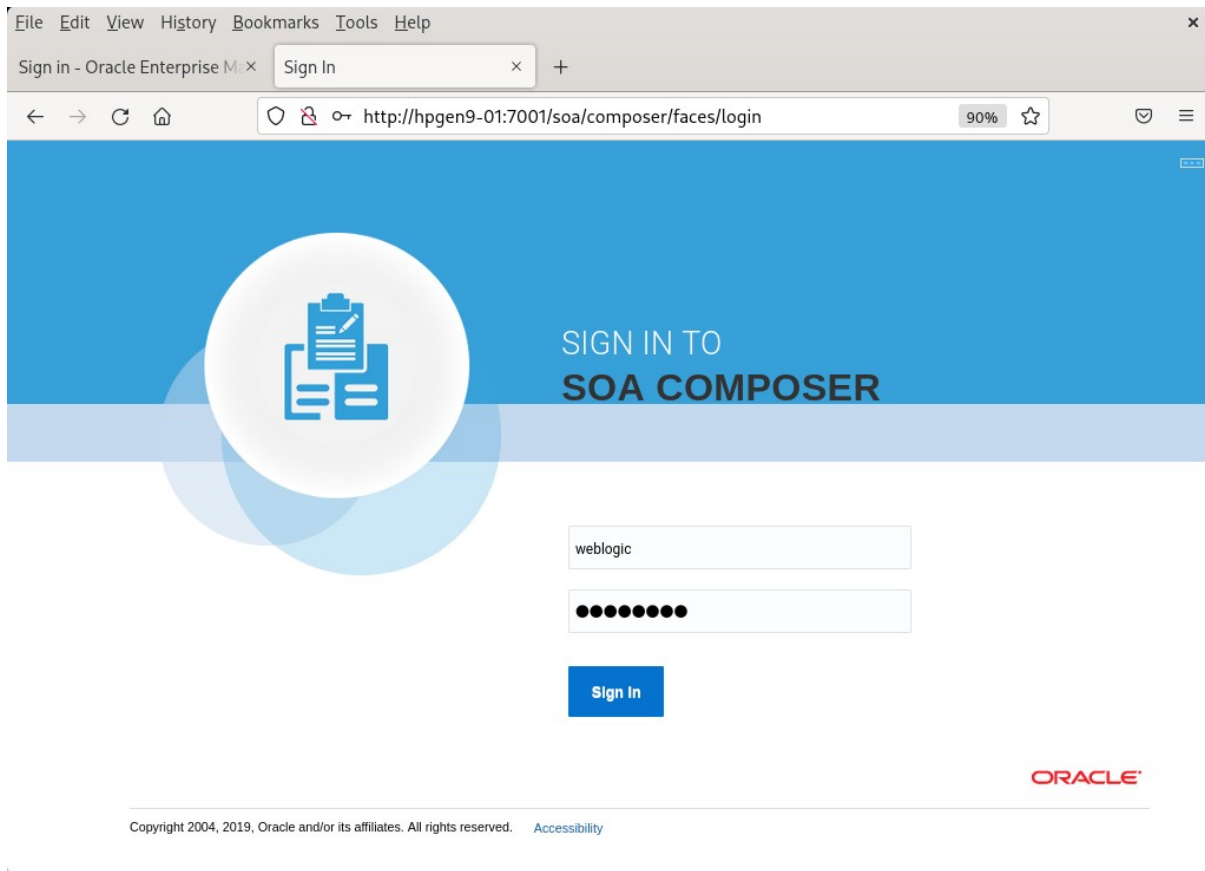 File Edit View History Bookmarks Tools Help
Sign in - Oracle Enterprise Ma
Sign In
http://hpgen9-01:7001/soa/composer/faces/login
90%
SIGN IN TO
SOA COMPOSER
weblogic
Sign In
ORACLE
Copyright 2004, 2019, Oracle and/or its affiliates. All rights reserved. Accessibility